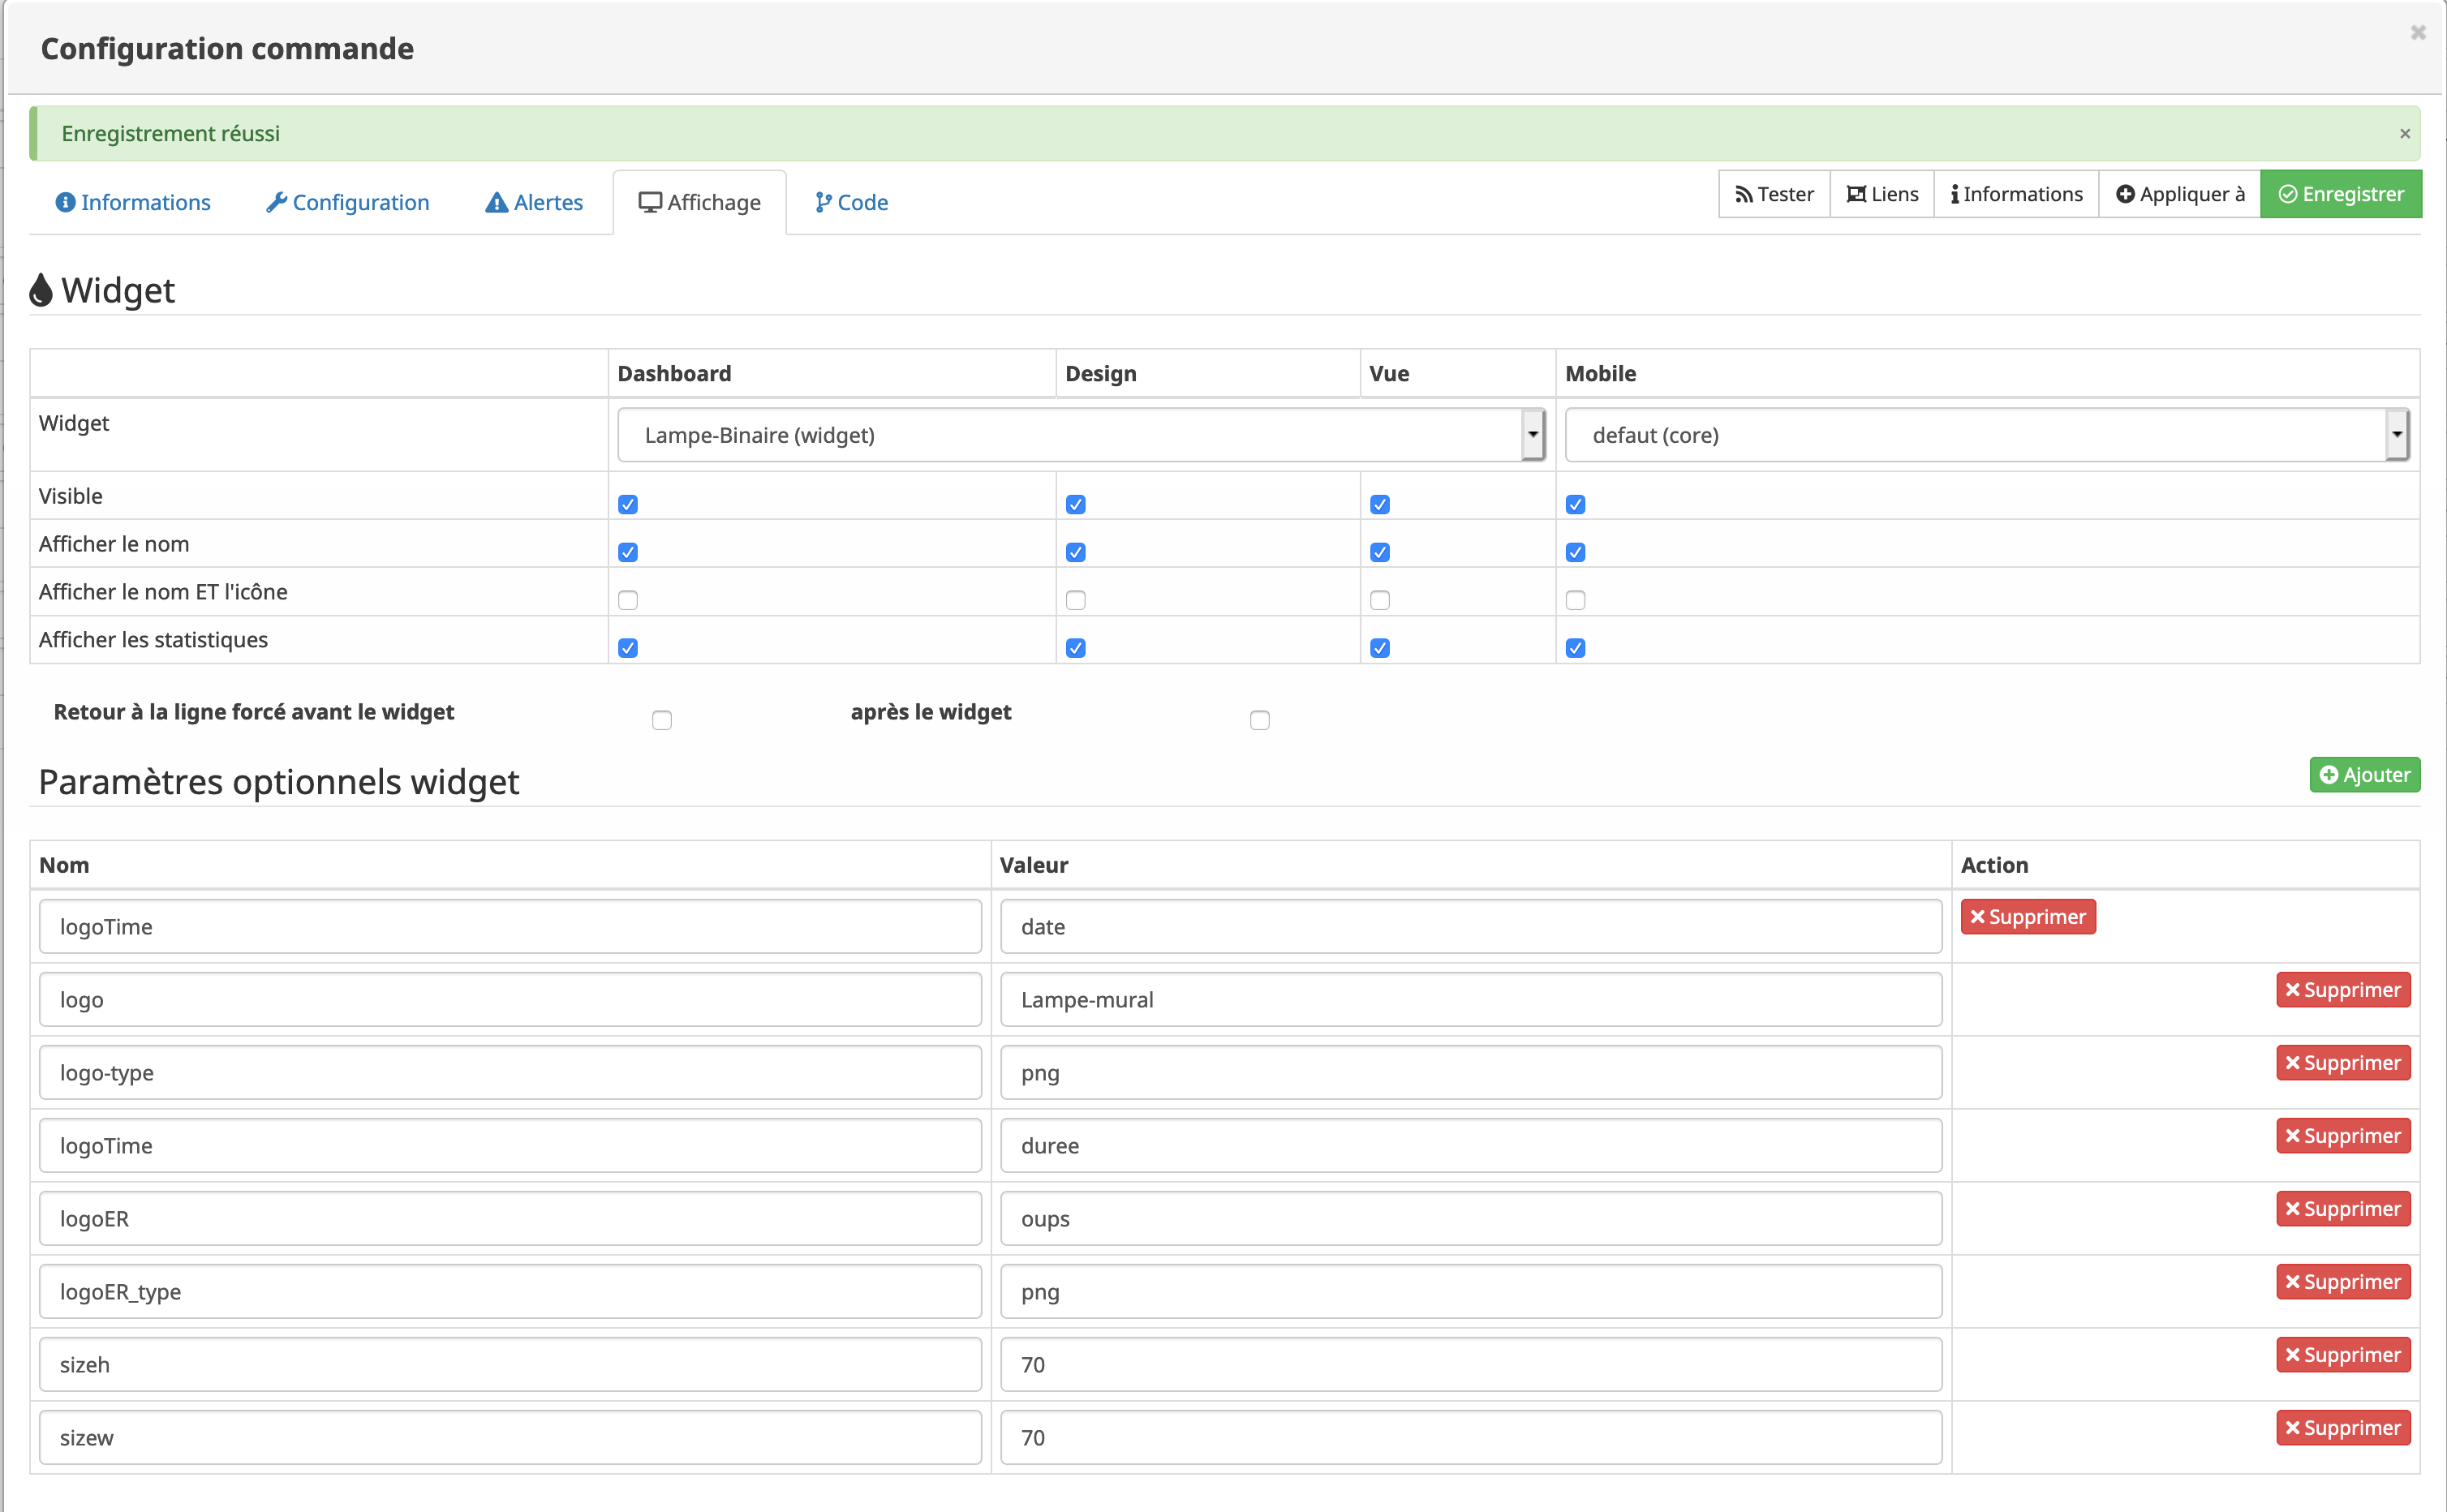 Configuration commande
Enregistrement réussi
Informations Configuration Alertes Affichage Code Tester Liens Informations Appliquer à Enregistrer
Widget
Dashboard Design Vue Mobile
Widget Lampe-Binaire (widget) defaut (core)
Visible
Afficher le nom
Afficher le nom ET l'icône
Afficher les statistiques
Retour à la ligne forcé avant le widget après le widget
Paramètres optionnels widget Ajouter
Nom Valeur Action
logoTime date Supprimer
logo Lampe-mural Supprimer
logo-type png Supprimer
logoTime duree Supprimer
logoER oups Supprimer
logoER_type png Supprimer
sizeh 70 Supprimer
sizew 70 Supprimer